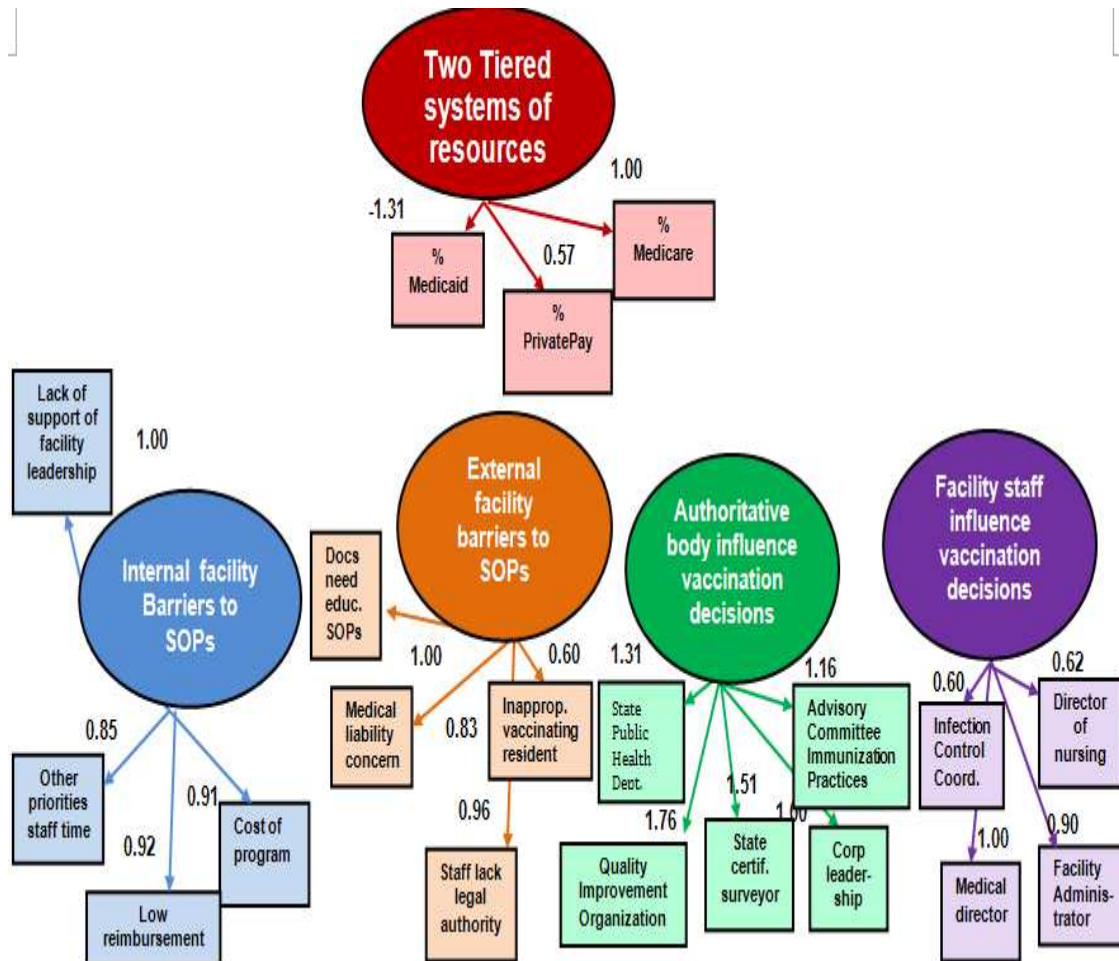 Two Tiered
systems of
resources
-1.31
1.00
0.57
%
Medicaid
%
PrivatePay
%
Medicare
Lack of
support of
facility
leadership
1.00
Internal facility
Barriers to
SOPs
0.85
0.92
0.91
Other
priorities
staff time
Low
reimbursement
Cost of
program
External
facility
barriers to
SOPs
Docs
need
educ.
SOPs
1.00
0.83
0.60
0.96
Medical
liability
concern
Inapprop.
vaccinating
resident
Staff lack
legal
authority
Authoritative
body influence
vaccination
decisions
1.31
1.16
1.76
1.51
1.00
State
Public
Health
Dept.
Advisory
Committee
Immunization
Practices
Quality
Improvement
Organization
State
certif.
surveyor
Corp
leader-
ship
Facility staff
influence
vaccination
decisions
0.60
0.62
1.00
0.90
Infection
Control
Coord.
Director
of
nursing
Medical
director
Facility
Adminis-
trator